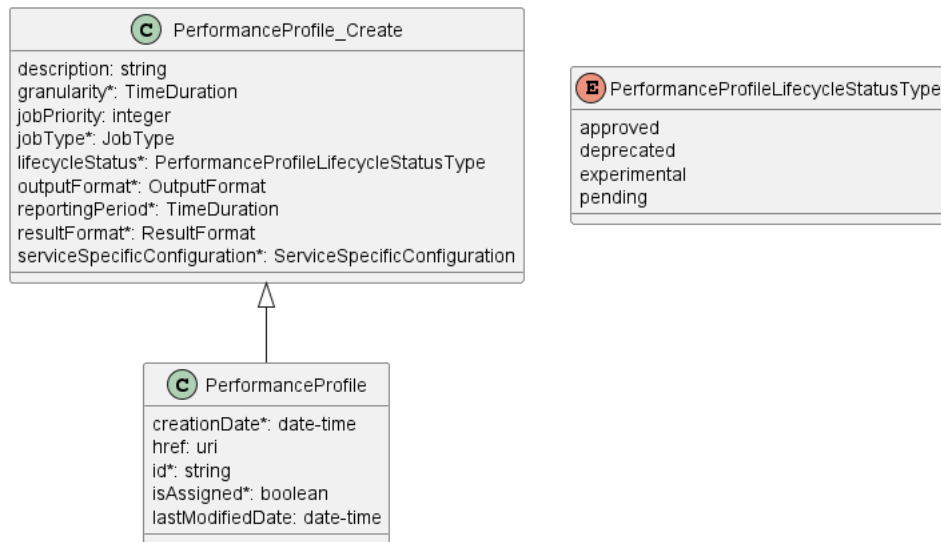 C PerformanceProfile_Create
description: string
granularity*: TimeDuration
jobPriority: integer
jobType*: JobType
lifecycleStatus*: PerformanceProfileLifecycleStatusType
outputFormat*: OutputFormat
reportingPeriod*: TimeDuration
resultFormat*: ResultFormat
serviceSpecificConfiguration*: ServiceSpecificConfiguration
E PerformanceProfileLifecycleStatusType
approved
deprecated
experimental
pending
C PerformanceProfile
creationDate*: date-time
href: uri
id*: string
isAssigned*: boolean
lastModifiedDate: date-time